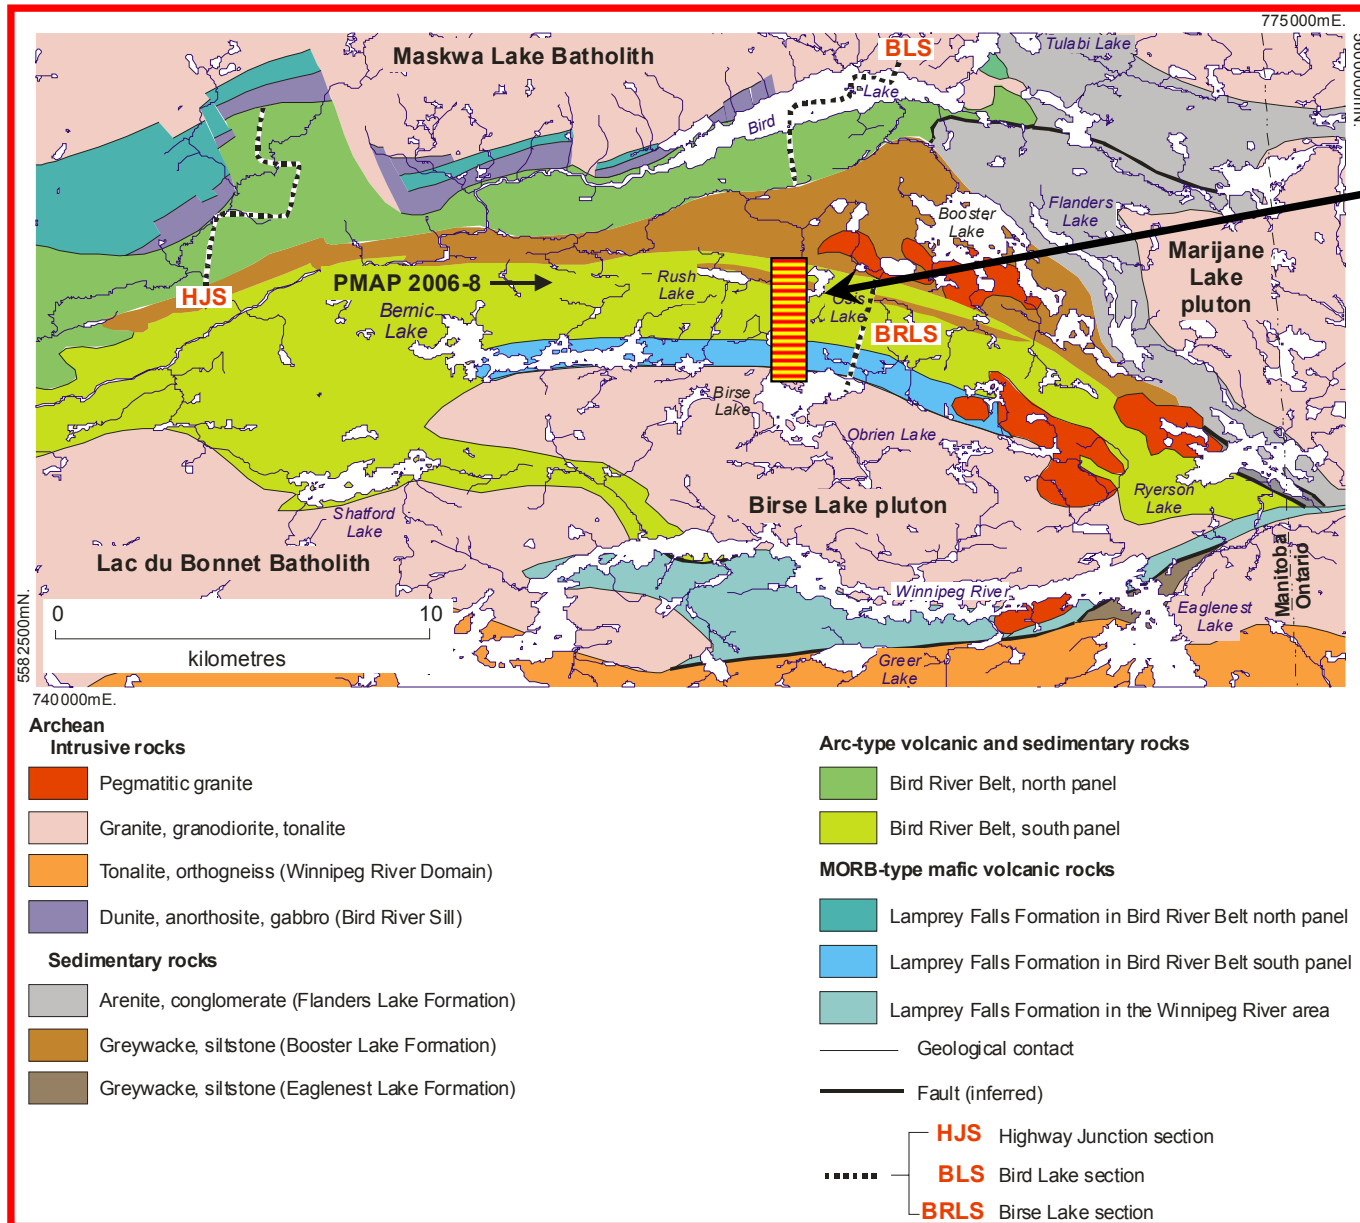 775000mE.
5600000mN.
Maskwa Lake Batholith
BLS
Tulabi Lake
Lake
Bird
Flanders
Lake
Booster
Lake
Marijane
Lake
pluton
HJS
PMAP 2006-8
Rush
Lake
Bernic
Lake
Osis
Lake
BRLS
Birse
Lake
Obrien Lake
Shatford
Lake
Birse Lake pluton
Ryerson
Lake
Lac du Bonnet Batholith
Winnipeg River
Manitoba
Ontario
Eaglenest
Lake
Greer
Lake
0 10
kilometres
5582500mN.
740000mE.
Archean
Intrusive rocks
Pegmatitic granite
Granite, granodiorite, tonalite
Tonalite, orthogneiss (Winnipeg River Domain)
Dunite, anorthosite, gabbro (Bird River Sill)
Sedimentary rocks
Arenite, conglomerate (Flanders Lake Formation)
Greywacke, siltstone (Booster Lake Formation)
Greywacke, siltstone (Eaglenest Lake Formation)
Arc-type volcanic and sedimentary rocks
Bird River Belt, north panel
Bird River Belt, south panel
MORB-type mafic volcanic rocks
Lamprey Falls Formation in Bird River Belt north panel
Lamprey Falls Formation in Bird River Belt south panel
Lamprey Falls Formation in the Winnipeg River area
Geological contact
Fault (inferred)
HJS Highway Junction section
BLS Bird Lake section
BRLS Birse Lake section